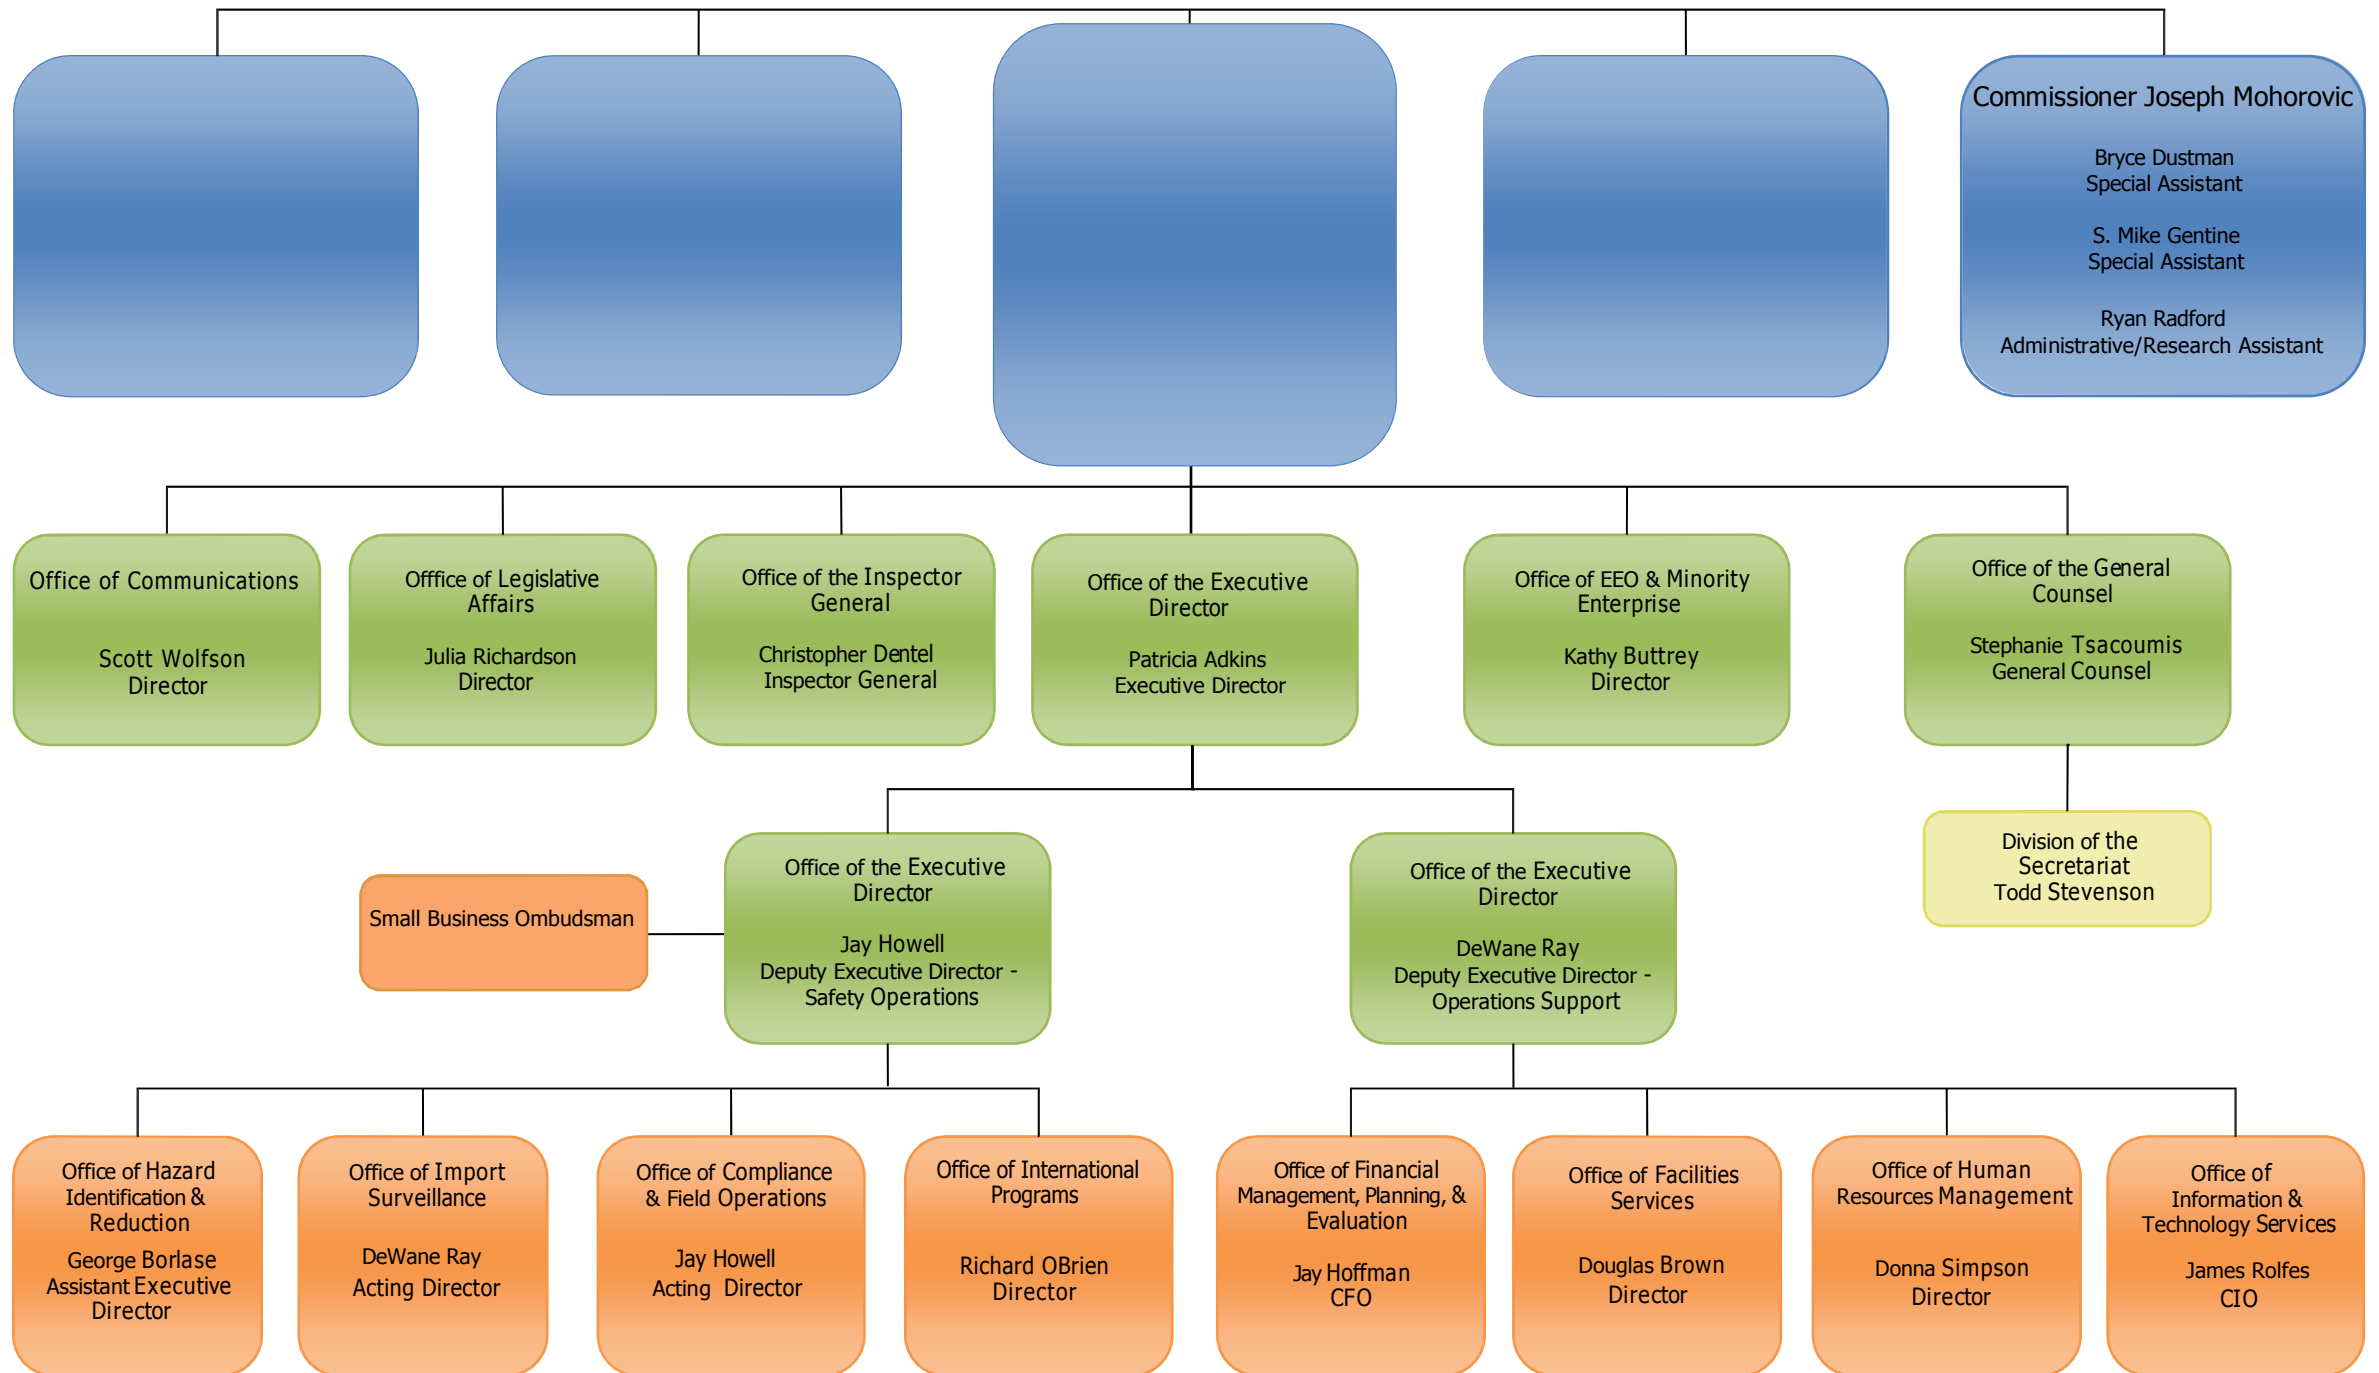 Commissioner Joseph Mohorovic
Bryce Dustman
Special Assistant
S. Mike Gentine
Special Assistant
Ryan Radford
Administrative/Research Assistant
Office of Communications
Scott Wolfson
Director
Offfice of Legislative
Affairs
Julia Richardson
Director
Office of the Inspector
General
Christopher Dentel
Inspector General
Office of the Executive
Director
Patricia Adkins
Executive Director
Office of EEO & Minority
Enterprise
Kathy Buttrey
Director
Office of the General
Counsel
Stephanie Tsacoumis
General Counsel
Division of the
Secretariat
Todd Stevenson
Small Business Ombudsman
Office of the Executive
Director
Jay Howell
Deputy Executive Director -
Safety Operations
Office of the Executive
Director
DeWane Ray
Deputy Executive Director -
Operations Support
Office of Hazard
Identification &
Reduction
George Borlase
Assistant Executive
Director
Office of Import
Surveillance
DeWane Ray
Acting Director
Office of Compliance
& Field Operations
Jay Howell
Acting Director
Office of International
Programs
Richard OBrien
Director
Office of Financial
Management, Planning, &
Evaluation
Jay Hoffman
CFO
Office of Facilities
Services
Douglas Brown
Director
Office of Human
Resources Management
Donna Simpson
Director
Office of
Information &
Technology Services
James Rolfes
CIO